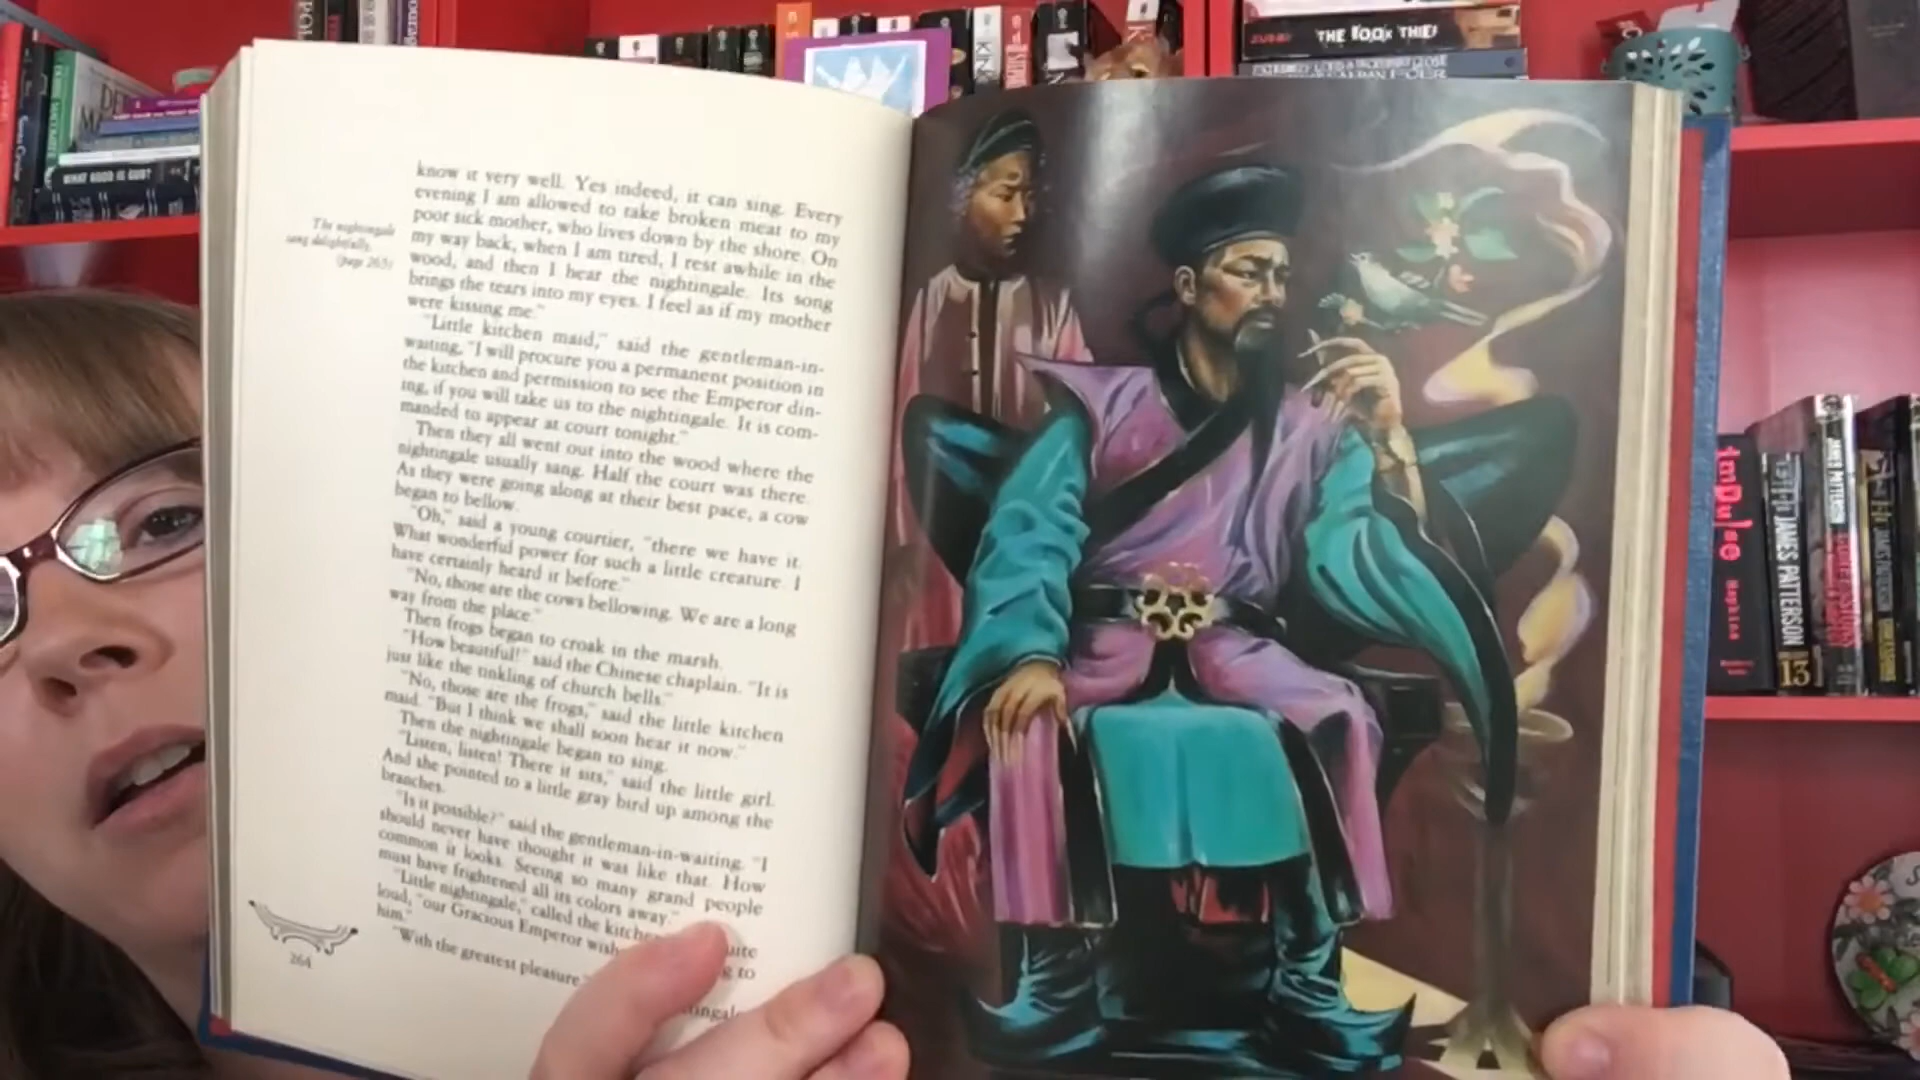 know it very well. Yes indeed, it can sing. Every
evening I am allowed to take broken meat to my
poor sick mother, who lives down by the shore. On
my way back, when I am tired, I rest awhile in the
wood, and then I hear the nightingale. Its song
brings the tears into my eyes. I feel as if my mother
were kissing me."
"Little kitchen maid," said the gentleman-in-
waiting, "I will procure you a permanent position in
the kitchen and permission to see the Emperor din-
ing, if you will take us to the nightingale. It is com-
manded to appear at court tonight."
Then they all went out into the wood where the
nightingale usually sang. Half the court was there.
As they were going along at their best pace, a cow
began to bellow.
"Oh," said a young courtier, "there we have it.
What wonderful power for such a little creature. I
have certainly heard it before."
"No, those are the cows bellowing. We are a long
way from the place."
Then frogs began to croak in the marsh.
"How beautiful!" said the Chinese chaplain. "It is
just like the tinkling of church bells."
"No, those are the frogs," said the little kitchen
maid. "But I think we shall soon hear it now."
Then the nightingale began to sing.
"Listen, listen! There it sits," said the little girl.
And she pointed to a little gray bird up among the
branches.
"Is it possible?" said the gentleman-in-waiting. "I
should never have thought it was like that. How
common it looks. Seeing so many grand people
must have frightened all its colors away."
"Little nightingale," called the kitchen uite
loud, "our Gracious Emperor wish g to
him."
"With the greatest pleasure
The nightingale
sang delightfully.
(page 265)
264
WHAT GOOD IS GOD?
THE BOOK THIEF
KING
Impulse
Hopkins
JAMES PATTERSON
13
JAMES PATTERSON